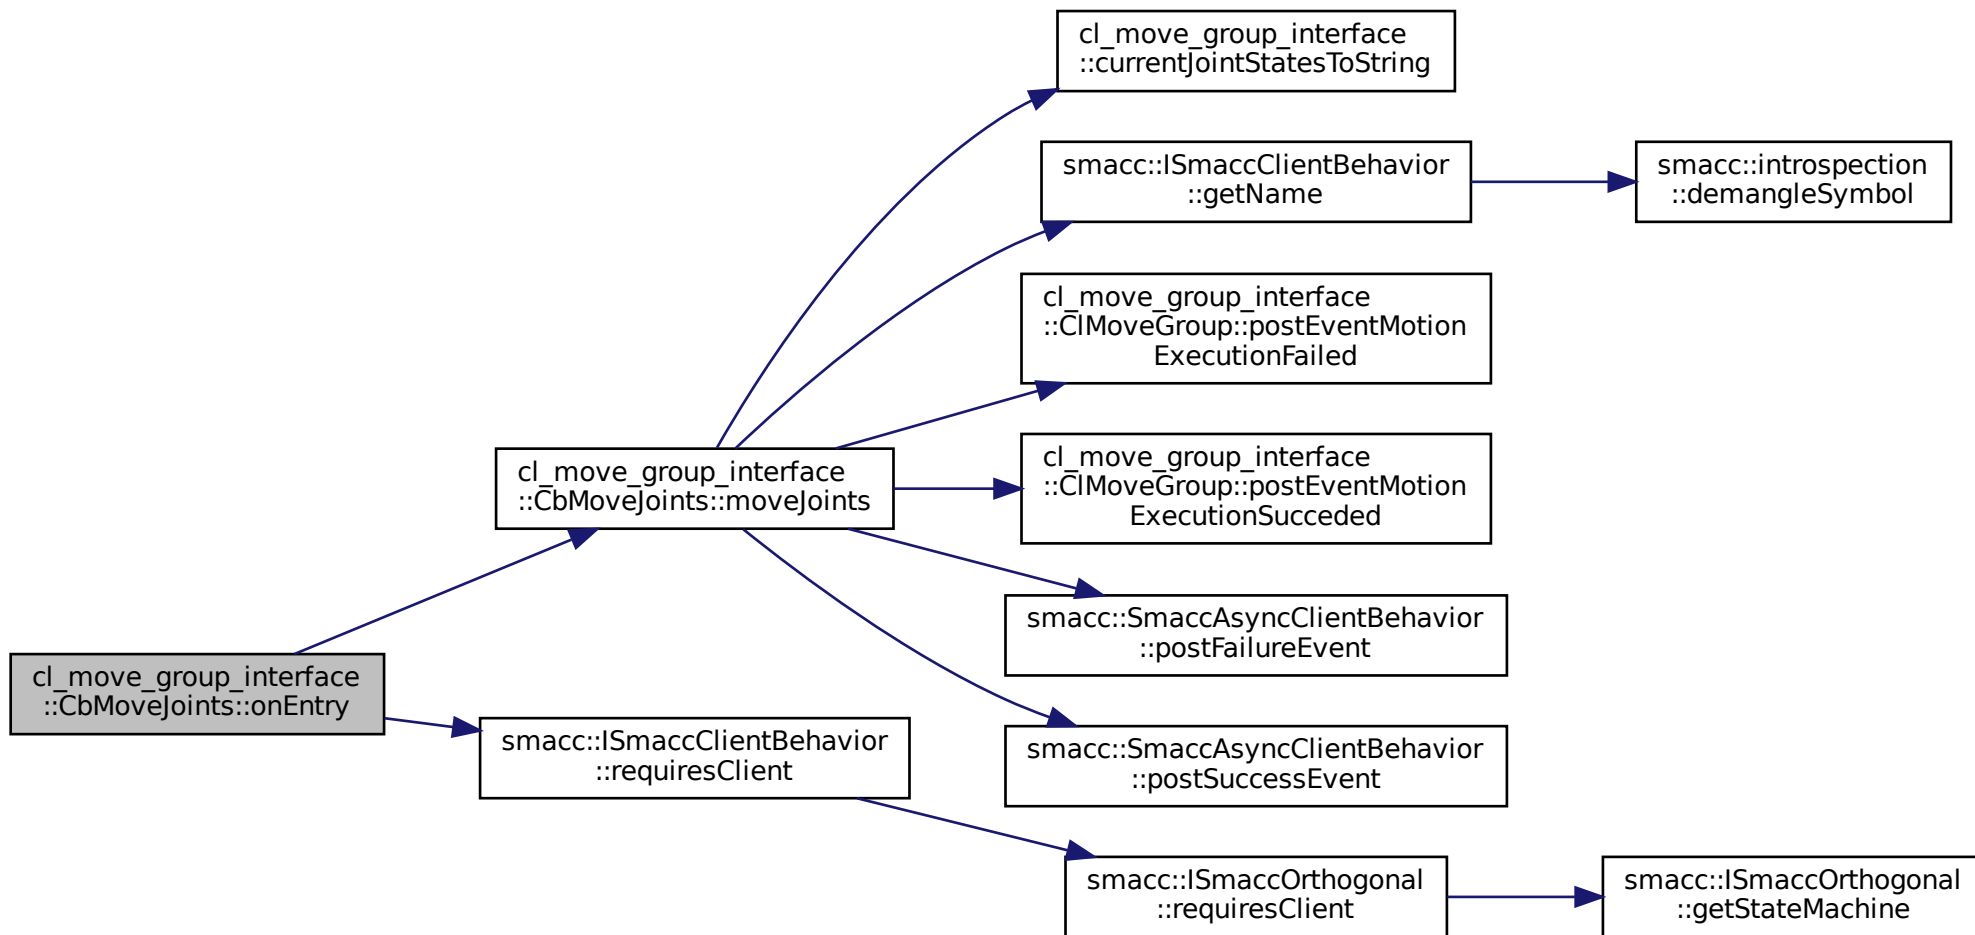 cl_move_group_interface
::currentJointStatesToString
smacc::ISmaccClientBehavior
::getName
smacc::introspection
::demangleSymbol
cl_move_group_interface
::ClMoveGroup::postEventMotion
ExecutionFailed
cl_move_group_interface
::CbMoveJoints::moveJoints
cl_move_group_interface
::ClMoveGroup::postEventMotion
ExecutionSucceded
smacc::SmaccAsyncClientBehavior
::postFailureEvent
cl_move_group_interface
::CbMoveJoints::onEntry
smacc::ISmaccClientBehavior
::requiresClient
smacc::SmaccAsyncClientBehavior
::postSuccessEvent
smacc::ISmaccOrthogonal
::requiresClient
smacc::ISmaccOrthogonal
::getStateMachine